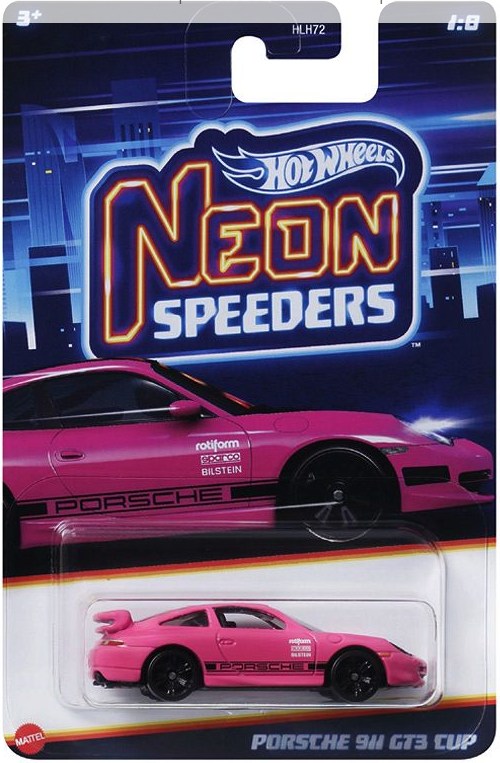 3+
HLH72
1:8
HOT WHEELS
NEON
SPEEDERS
TM
rotiform
sparco
BILSTEIN
PORSCHE
rotiform
BILSTEIN
PORSCHE
MATTEL
PORSCHE 911 GT3 CUP